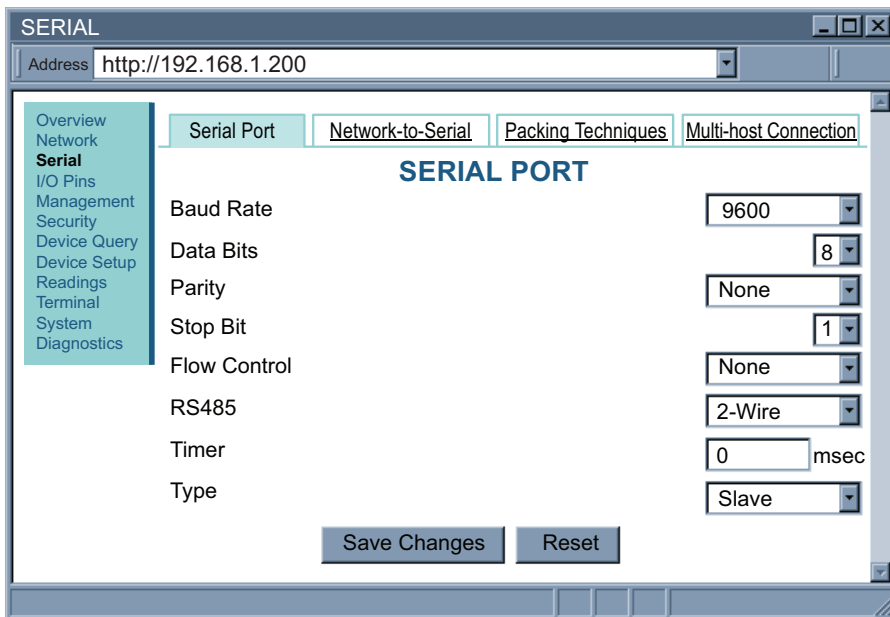 SERIAL
Address http://192.168.1.200
Overview
Network
Serial
I/O Pins
Management
Security
Device Query
Device Setup
Readings
Terminal
System
Diagnostics
Serial Port Network-to-Serial Packing Techniques Multi-host Connection
SERIAL PORT
Baud Rate 9600
Data Bits 8
Parity None
Stop Bit 1
Flow Control None
RS485 2-Wire
Timer 0 msec
Type Slave
Save Changes Reset